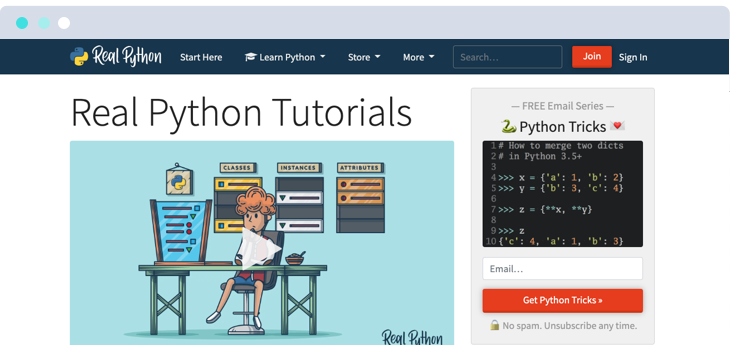 Real Python
Start Here
Learn Python
Store
More
Search...
Join
Sign In
Real Python Tutorials
CLASSES
INSTANCES
ATTRIBUTES
Real Python
— FREE Email Series —
Python Tricks
1 # How to merge two dicts
2 # in Python 3.5+
3
4 >>> x = {'a': 1, 'b': 2}
5 >>> y = {'b': 3, 'c': 4}
6
7 >>> z = {**x, **y}
8
9 >>> z
10 {'c': 4, 'a': 1, 'b': 3}
Email…
Get Python Tricks »
No spam. Unsubscribe any time.